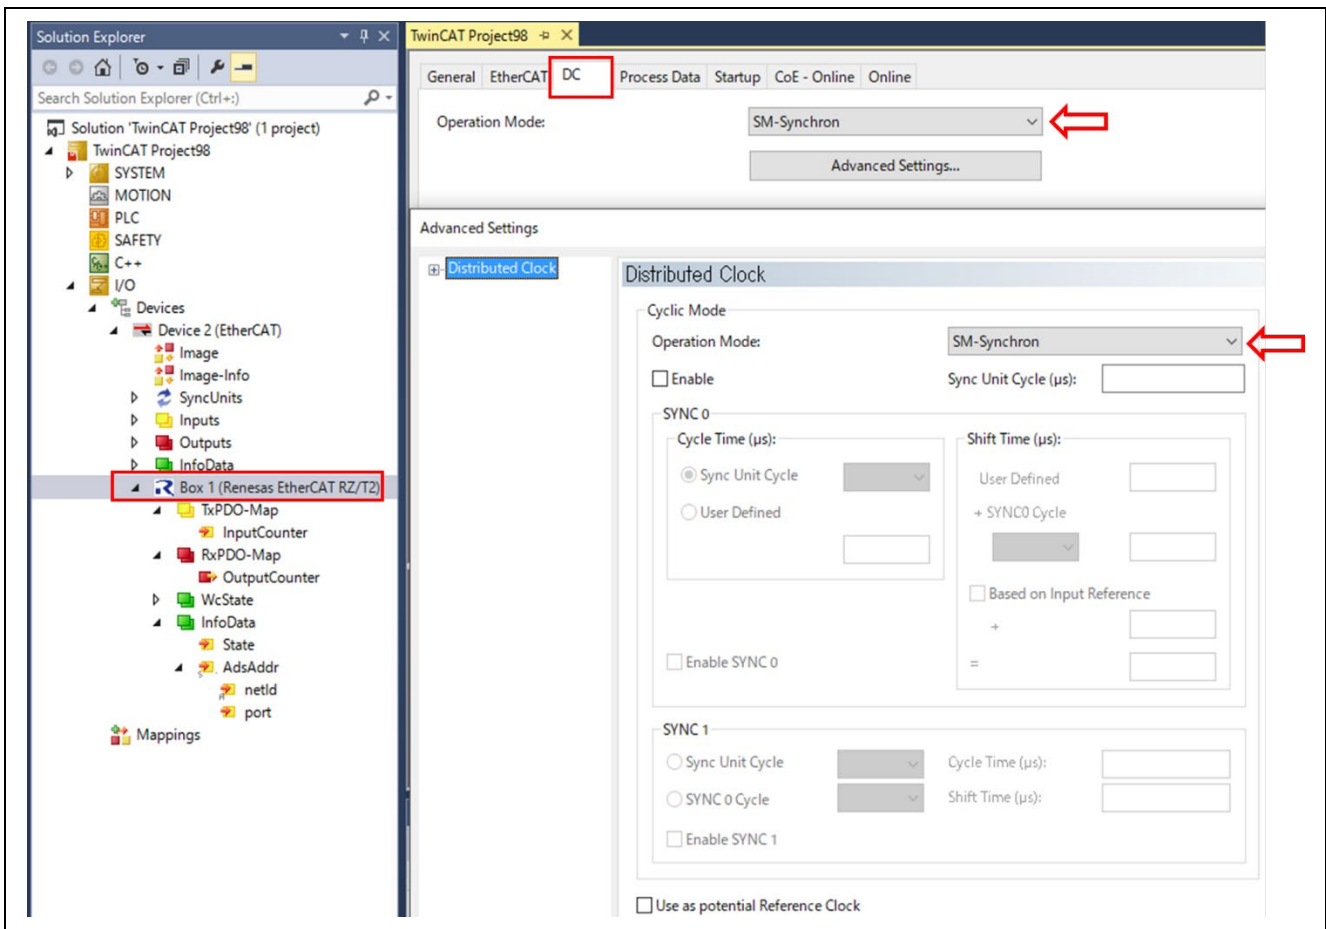 Solution Explorer
Search Solution Explorer (Ctrl+:)
Solution 'TwinCAT Project98' (1 project)
TwinCAT Project98
SYSTEM
MOTION
PLC
SAFETY
C++
I/O
Devices
Device 2 (EtherCAT)
Image
Image-Info
SyncUnits
Inputs
Outputs
InfoData
Box 1 (Renesas EtherCAT RZ/T2)
TxPDO-Map
InputCounter
RxPDO-Map
OutputCounter
WcState
InfoData
State
AdsAddr
netId
port
Mappings
TwinCAT Project98
General EtherCAT DC Process Data Startup CoE - Online Online
Operation Mode: SM-Synchron
Advanced Settings...
Advanced Settings
Distributed Clock
Distributed Clock
Cyclic Mode
Operation Mode: SM-Synchron
Enable Sync Unit Cycle (µs):
SYNC 0
Cycle Time (µs): Shift Time (µs):
Sync Unit Cycle User Defined
User Defined + SYNC0 Cycle
Based on Input Reference
+
Enable SYNC 0 =
SYNC 1
Sync Unit Cycle Cycle Time (µs):
SYNC 0 Cycle Shift Time (µs):
Enable SYNC 1
Use as potential Reference Clock